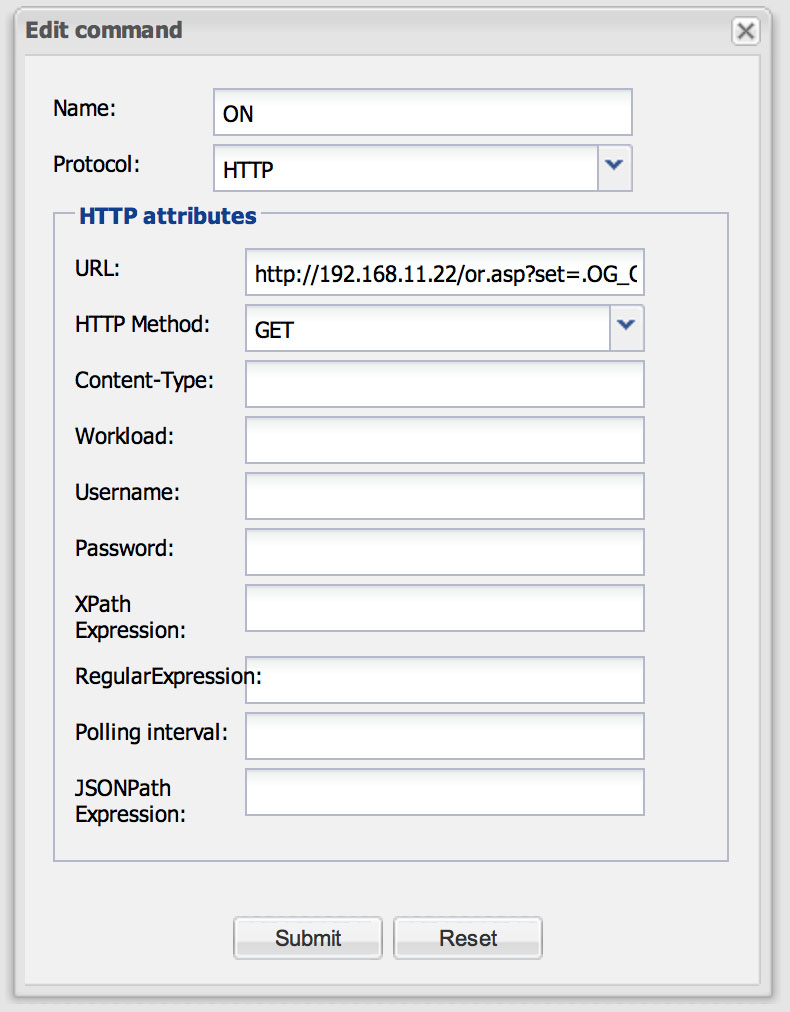 Edit command
Name: ON
Protocol: HTTP
HTTP attributes
URL: http://192.168.11.22/or.asp?set=.OG_
HTTP Method: GET
Content-Type:
Workload:
Username:
Password:
XPath
Expression:
RegularExpression:
Polling interval:
JSONPath
Expression:
Submit Reset